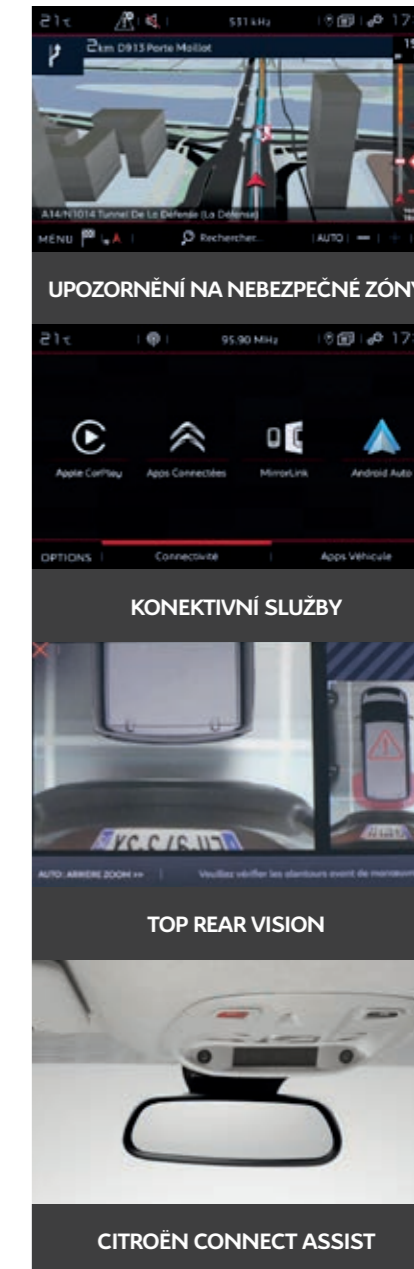 21°C 531 kHz 17
2km D913 Porte Maillot
A14/N1014 Tunnel De La Défense (La Défense)
MENU Rechercher... AUTO
UPOZORNĚNÍ NA NEBEZPEČNÉ ZÓNY
21°C 95.90 MHz 17
Apple CarPlay Apps Connectées MirrorLink Android Auto
OPTIONS Connectivité Apps Véhicule
KONEKTIVNÍ SLUŽBY
AUTO : ARRIERE ZOOM >> Veuillez vérifier les alentours avant de manœuvrer
TOP REAR VISION
CITROËN CONNECT ASSIST